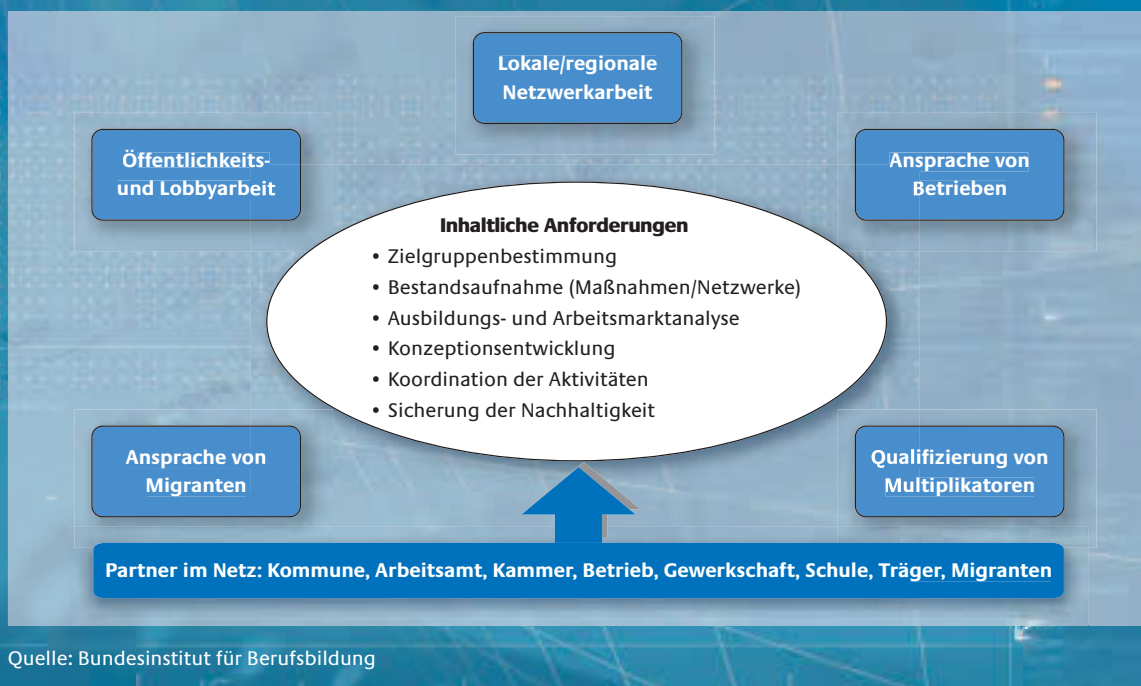 Lokale/regionale
Netzwerkarbeit
Öffentlichkeits-
und Lobbyarbeit
Ansprache von
Betrieben
Inhaltliche Anforderungen
• Zielgruppenbestimmung
• Bestandsaufnahme (Maßnahmen/Netzwerke)
• Ausbildungs- und Arbeitsmarktanalyse
• Konzeptionsentwicklung
• Koordination der Aktivitäten
• Sicherung der Nachhaltigkeit
Ansprache von
Migranten
Qualifizierung von
Multiplikatoren
Partner im Netz: Kommune, Arbeitsamt, Kammer, Betrieb, Gewerkschaft, Schule, Träger, Migranten
Quelle: Bundesinstitut für Berufsbildung